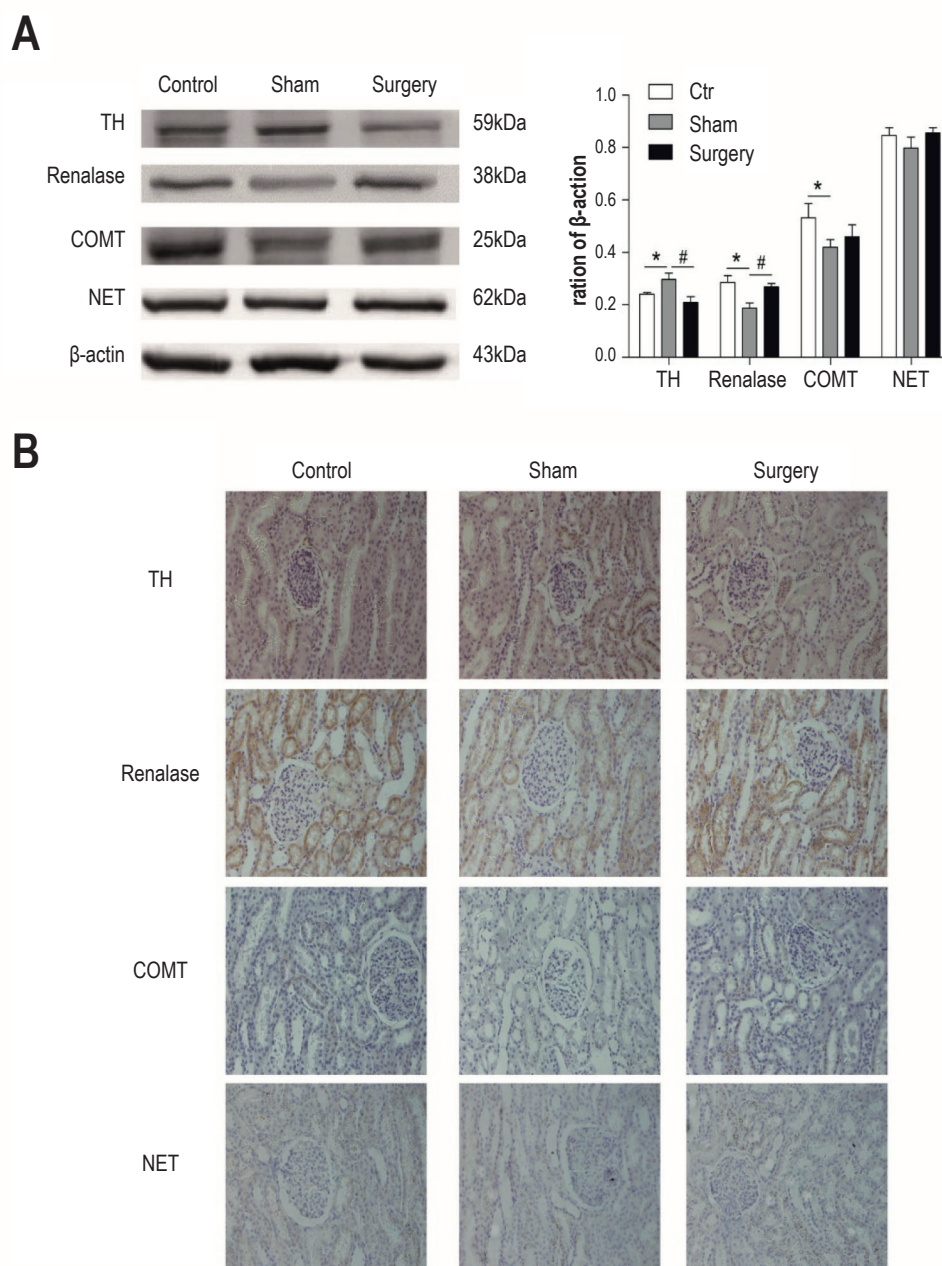 A
Control Sham Surgery
TH 59kDa
Renalase 38kDa
COMT 25kDa
NET 62kDa
β-actin 43kDa
ration of β-action
1.0
0.8
0.6
0.4
0.2
0.0
Ctr
Sham
Surgery
* # * # *
TH Renalase COMT NET
B
Control Sham Surgery
TH
Renalase
COMT
NET